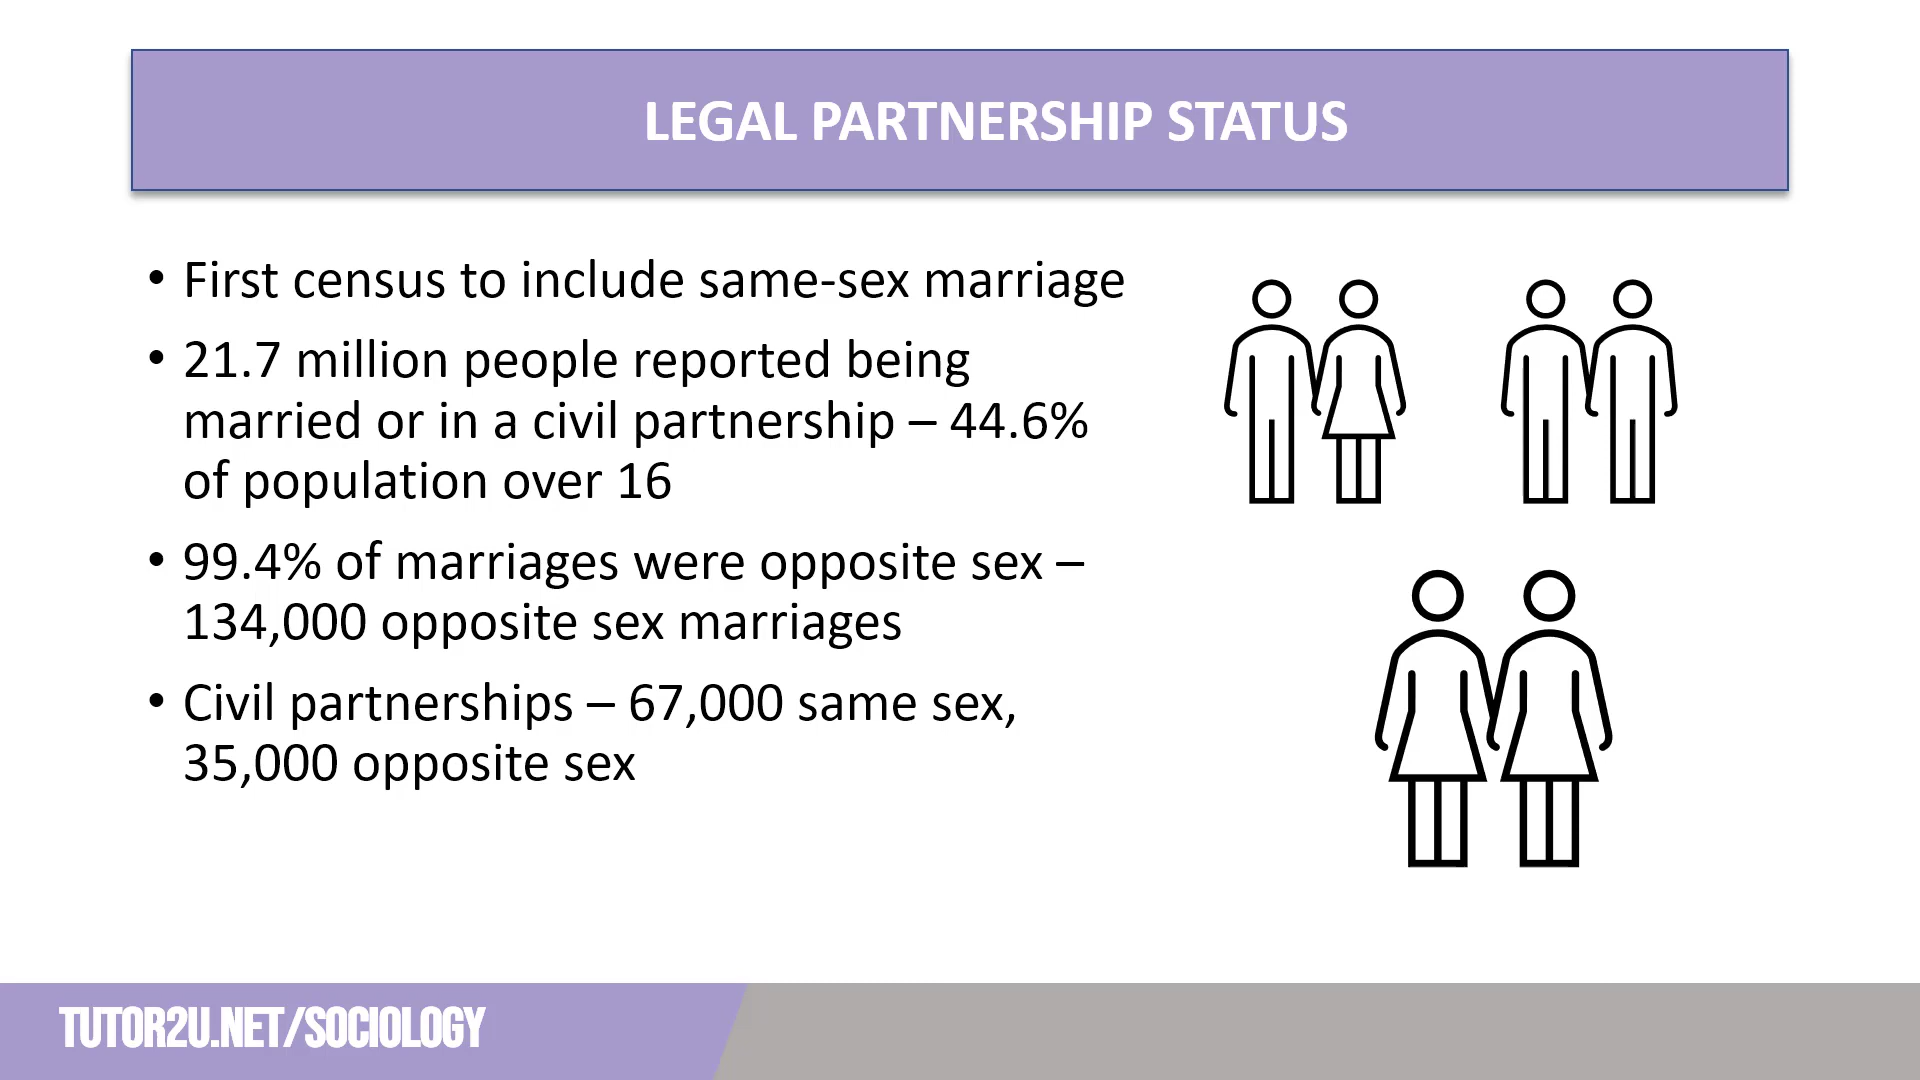 LEGAL PARTNERSHIP STATUS
• First census to include same-sex marriage
• 21.7 million people reported being
married or in a civil partnership – 44.6%
of population over 16
• 99.4% of marriages were opposite sex –
134,000 opposite sex marriages
• Civil partnerships – 67,000 same sex,
35,000 opposite sex
TUTOR2U.NET/SOCIOLOGY